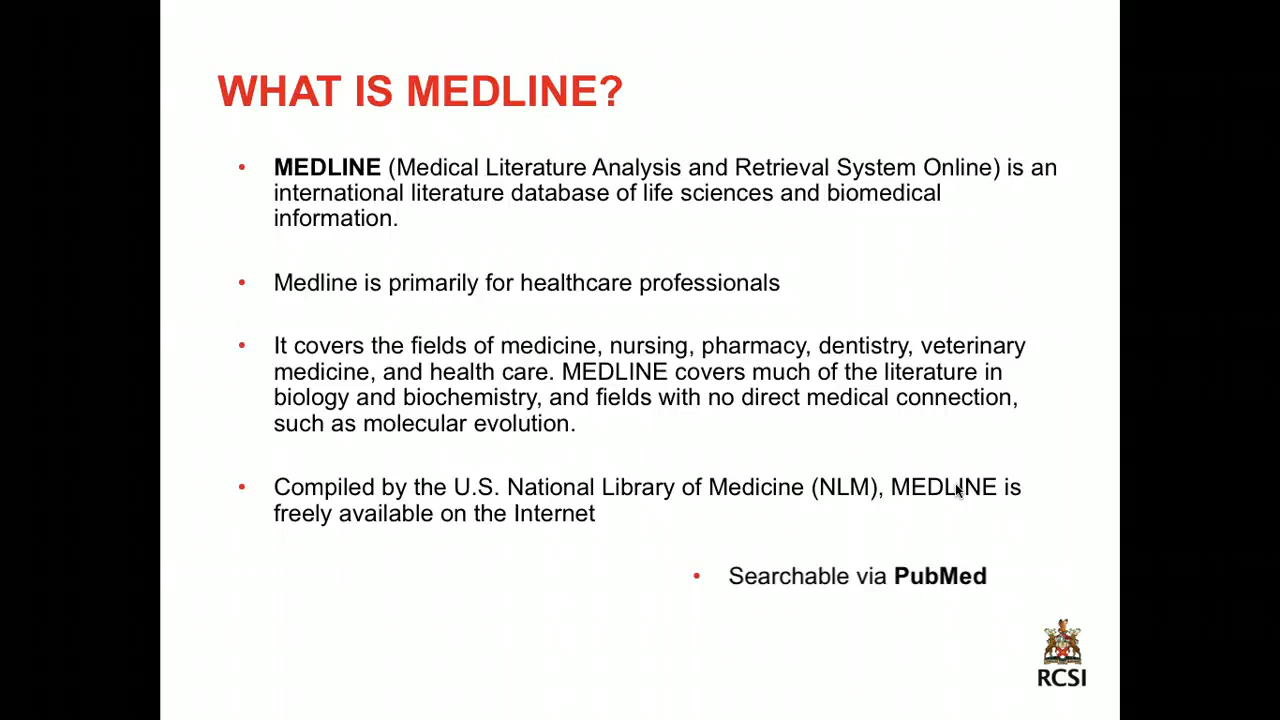 WHAT IS MEDLINE?
• MEDLINE (Medical Literature Analysis and Retrieval System Online) is an
international literature database of life sciences and biomedical
information.
• Medline is primarily for healthcare professionals
• It covers the fields of medicine, nursing, pharmacy, dentistry, veterinary
medicine, and health care. MEDLINE covers much of the literature in
biology and biochemistry, and fields with no direct medical connection,
such as molecular evolution.
• Compiled by the U.S. National Library of Medicine (NLM), MEDLINE is
freely available on the Internet
• Searchable via PubMed
RCSI